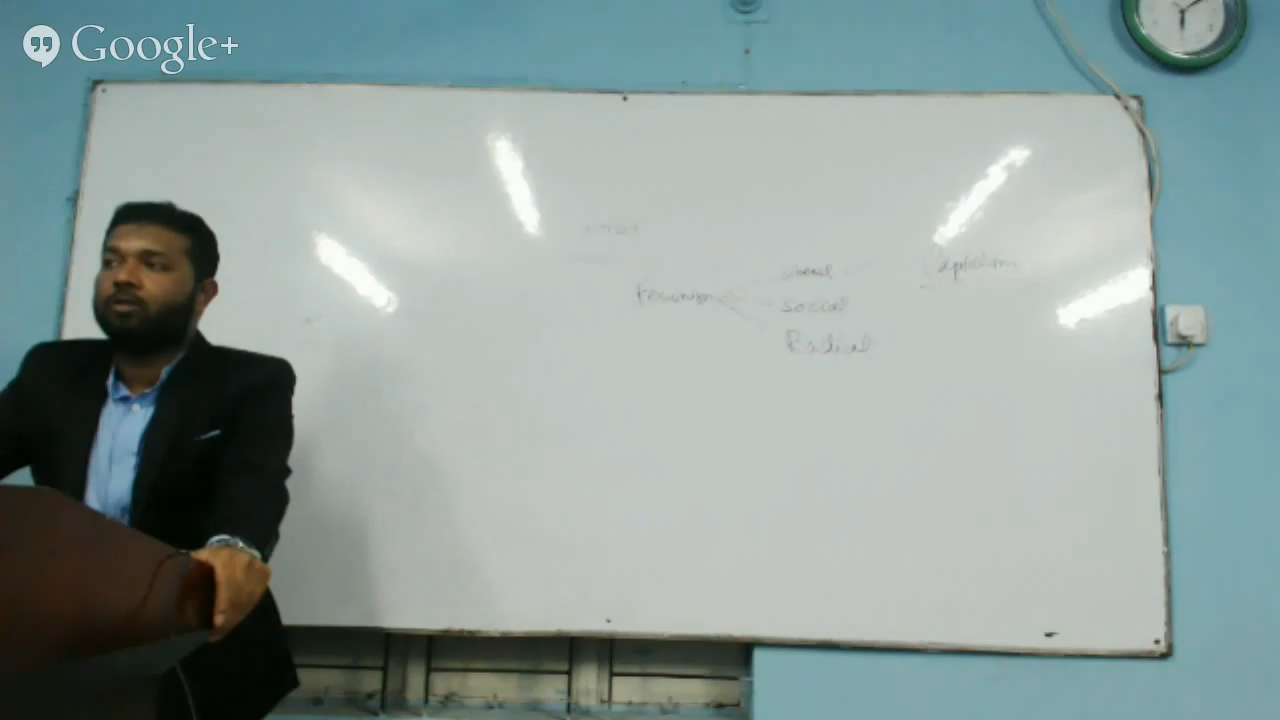 Google+
Feminism
liberal
social
Radical
Capitalism